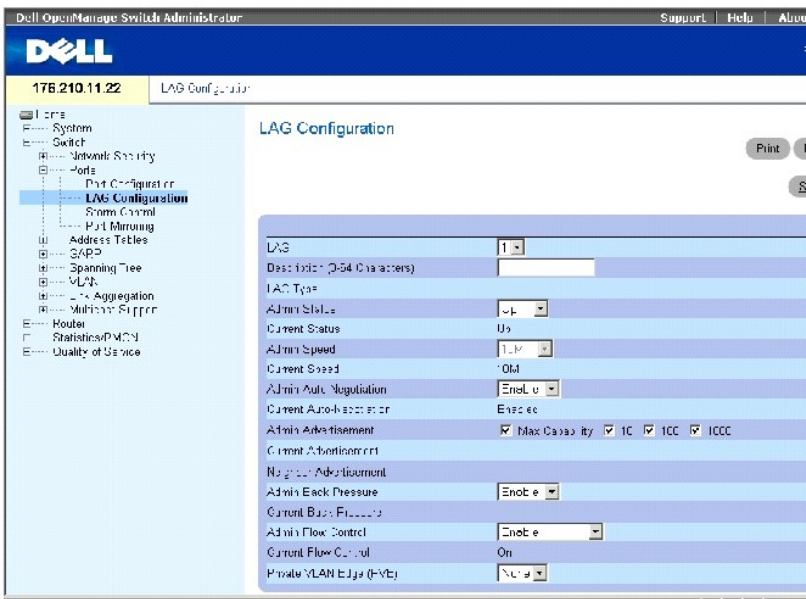 Dell OpenManage Switch Administrator
Support | Help |
DELL
176.210.11.22
LAG Configuration
Home
System
Switch
Network Security
Ports
Port Configuration
LAG Configuration
Storm Control
Port Mirroring
Address Tables
GARP
Spanning Tree
VLAN
Link Aggregation
Multicast Support
Router
Statistics/RMON
Quality of Service
LAG Configuration
Print
LAG 1
Description (0-64 Characters)
LAG Type
Admin Status Up
Current Status Up
Admin Speed 10M
Current Speed 10M
Admin Auto Negotiation Enable
Current Auto-Negotiation Enabled
Admin Advertisement Max Capability 10 100 1000
Current Advertisement
Neighbor Advertisement
Admin Back Pressure Enable
Current Back Pressure
Admin Flow Control Enable
Current Flow Control On
Private VLAN Edge (PVE) None